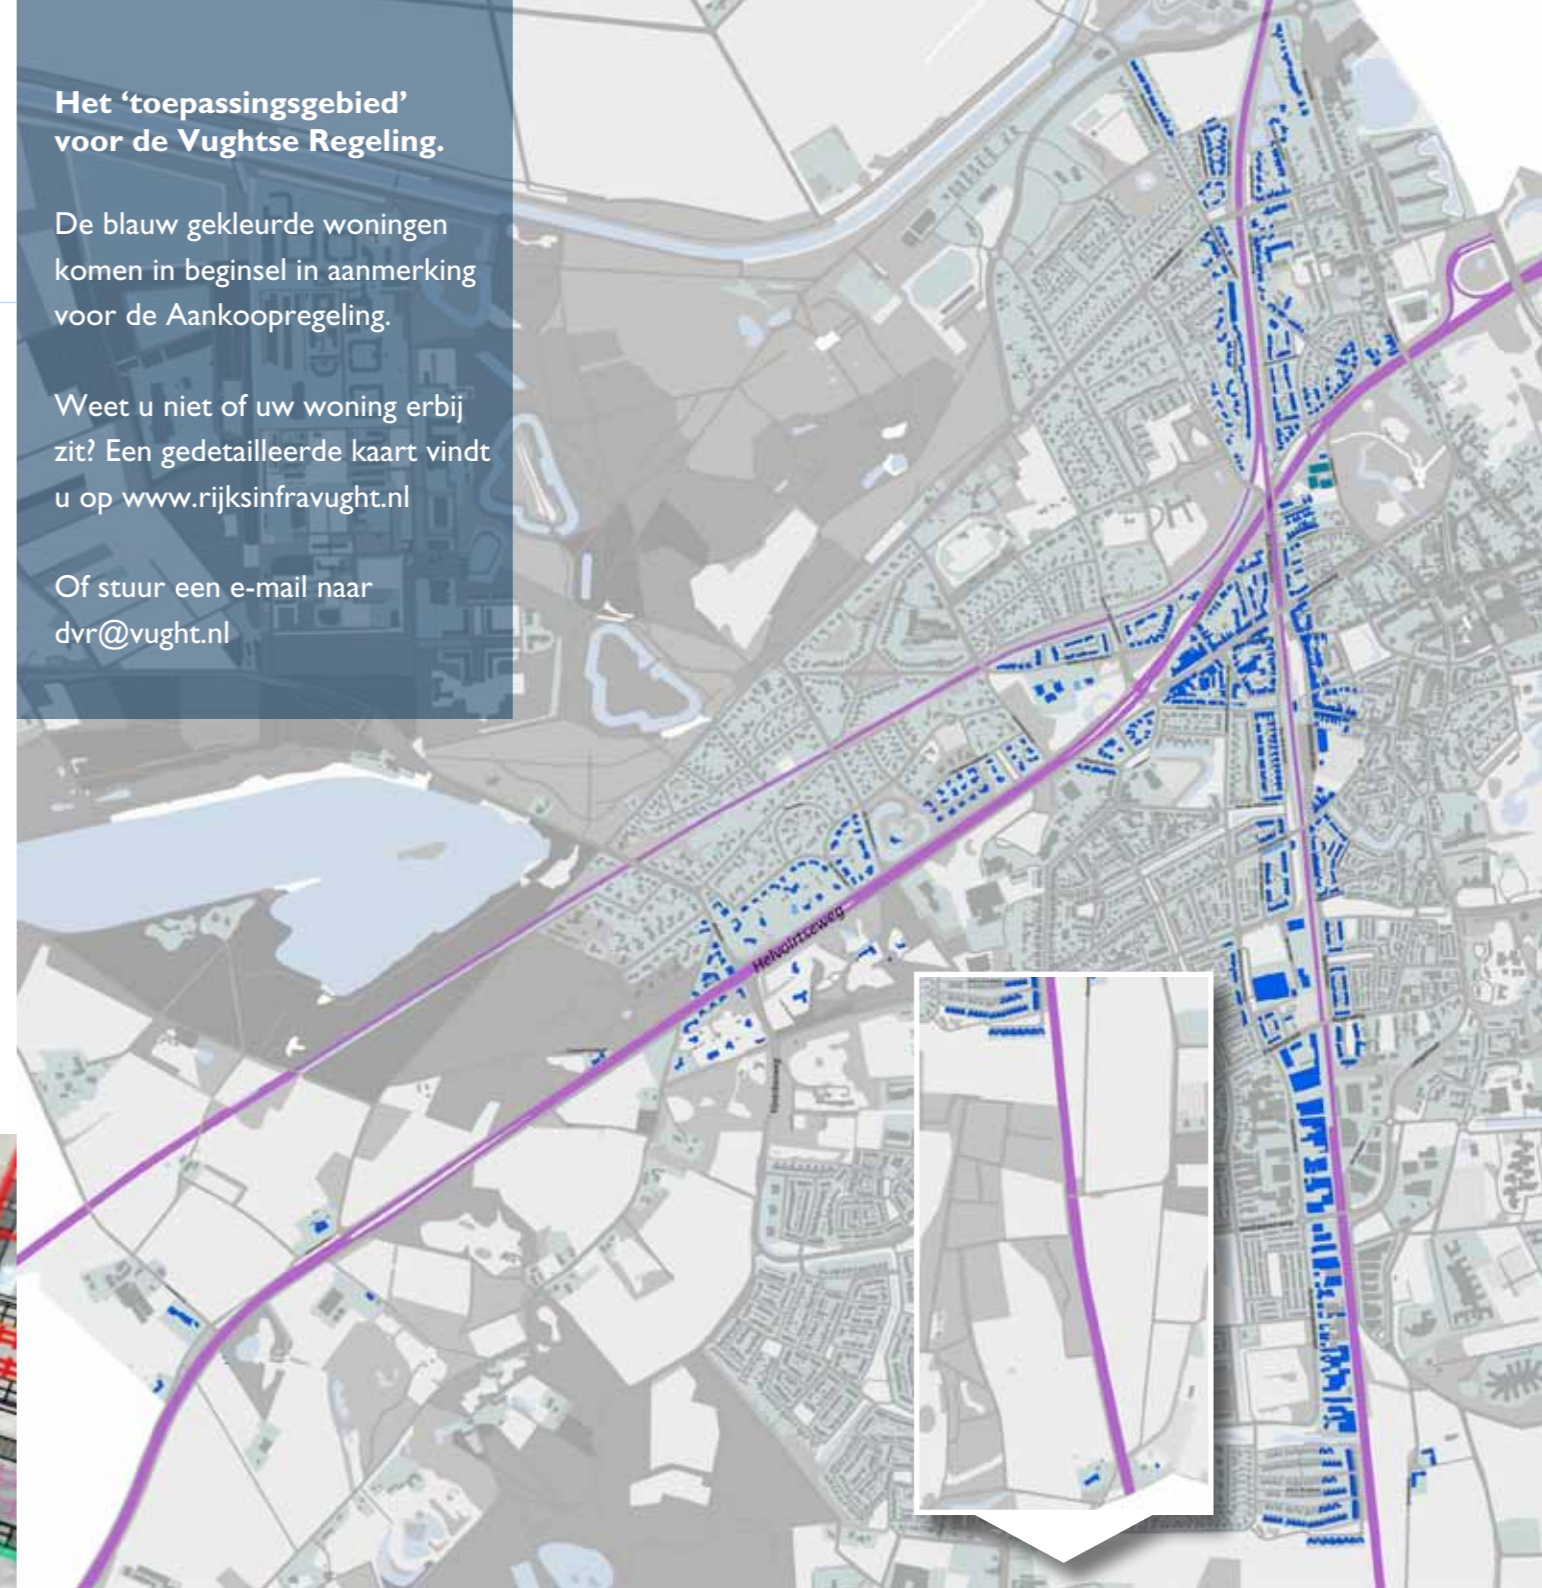 Het ‘toepassingsgebied’
voor de Vughtse Regeling.
De blauw gekleurde woningen
komen in beginsel in aanmerking
voor de Aankoopregeling.
Weet u niet of uw woning erbij
zit? Een gedetailleerde kaart vindt
u op www.rijksinfravught.nl
Of stuur een e-mail naar
dvr@vught.nl
Helvoirtseweg